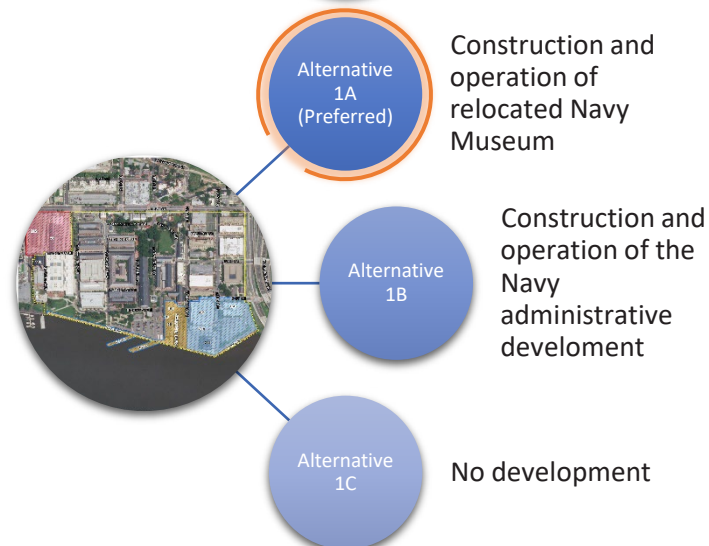 Alternative
1A
(Preferred)
Construction and
operation of
relocated Navy
Museum
Alternative
1B
Construction and
operation of the
Navy
administrative
develoment
Alternative
1C
No development